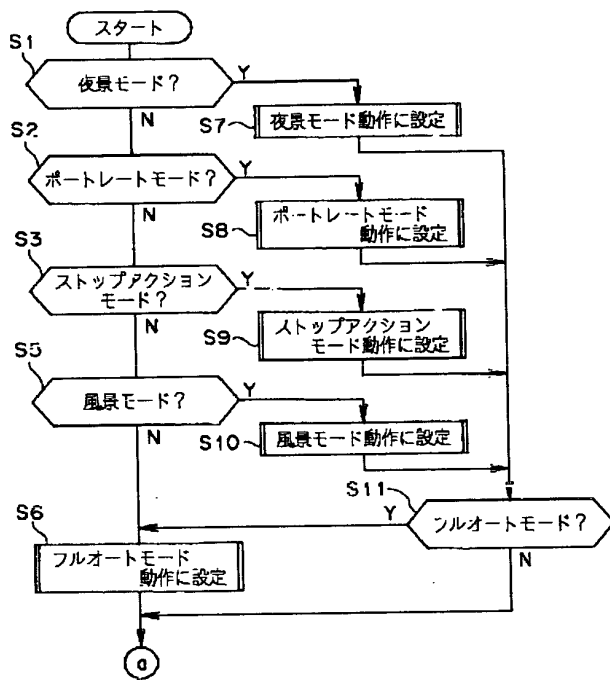 スタート
S1
夜景モード?
Y
N
S7
夜景モード動作に設定
S2
ポートレートモード?
Y
N
S8
ポートレートモード
動作に設定
S3
ストップアクション
モード?
Y
N
S9
ストップアクション
モード動作に設定
S5
風景モード?
Y
N
S10
風景モード動作に設定
S11
フルオートモード?
Y
N
S6
フルオートモード
動作に設定
a